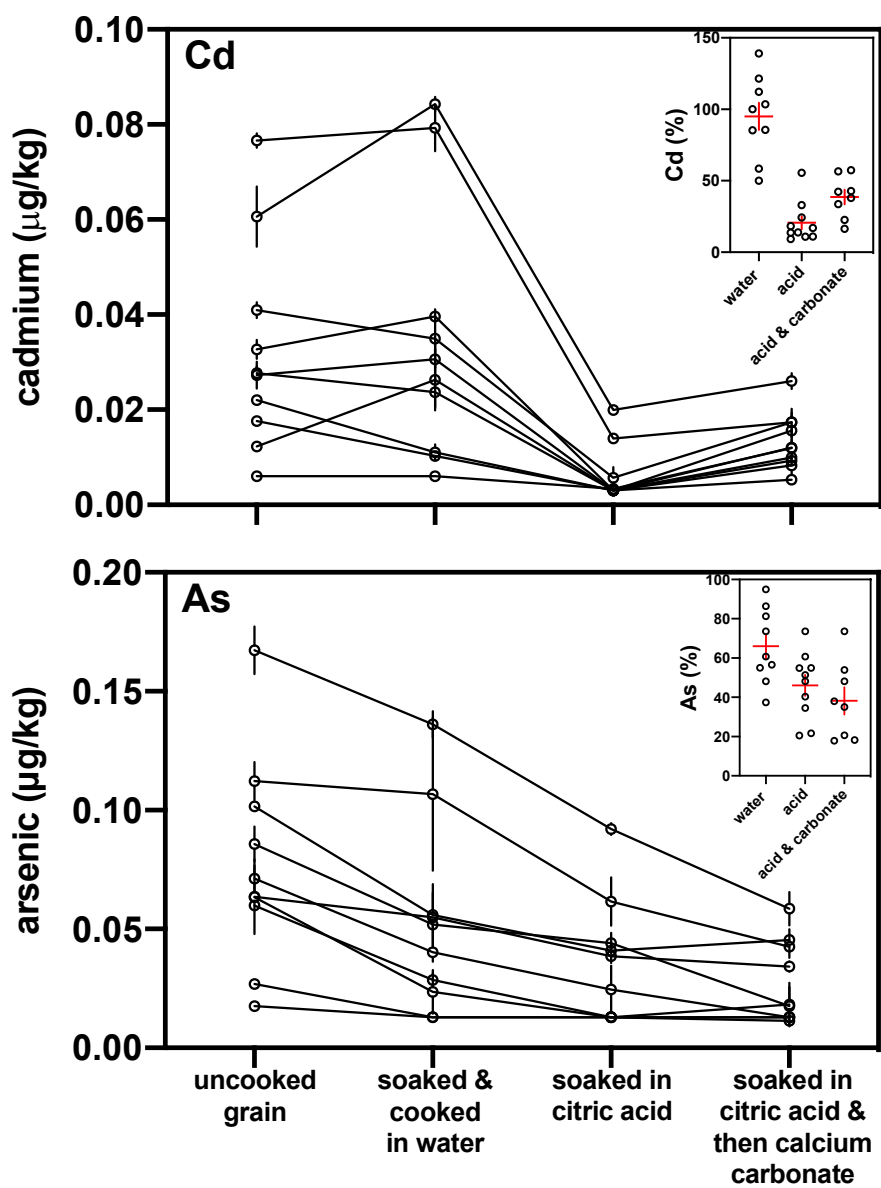 Cd
cadmium (μg/kg)
0.10
0.08
0.06
0.04
0.02
0.00
Cd (%)
150
100
50
0
water
acid
acid & carbonate
As
arsenic (μg/kg)
0.20
0.15
0.10
0.05
0.00
As (%)
100
80
60
40
20
0
water
acid
acid & carbonate
uncooked
grain
soaked &
cooked
in water
soaked in
citric acid
soaked in
citric acid &
then calcium
carbonate